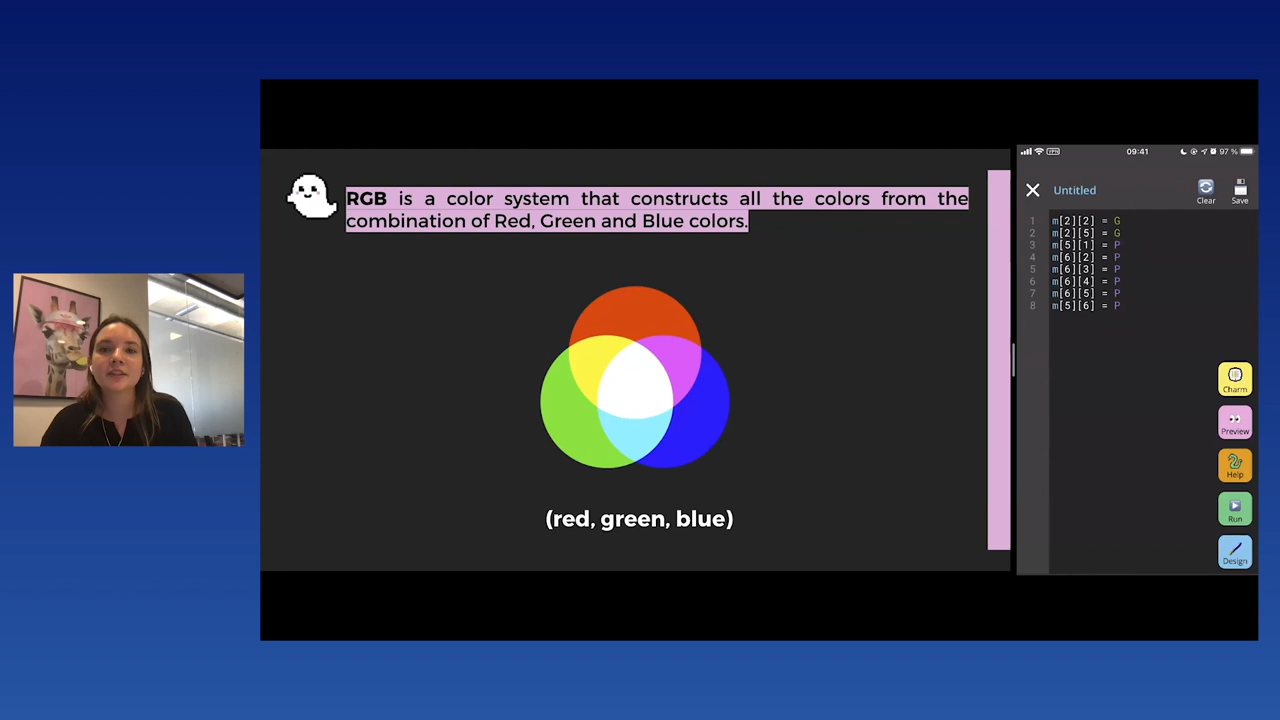 RGB is a color system that constructs all the colors from the
combination of Red, Green and Blue colors.
(red, green, blue)
VPN
09:41
97 %
Untitled
Clear
Save
1 m[2][2] = G
2 m[2][5] = G
3 m[5][1] = P
4 m[6][2] = P
5 m[6][3] = P
6 m[6][4] = P
7 m[6][5] = P
8 m[5][6] = P
Charm
Preview
Help
Run
Design